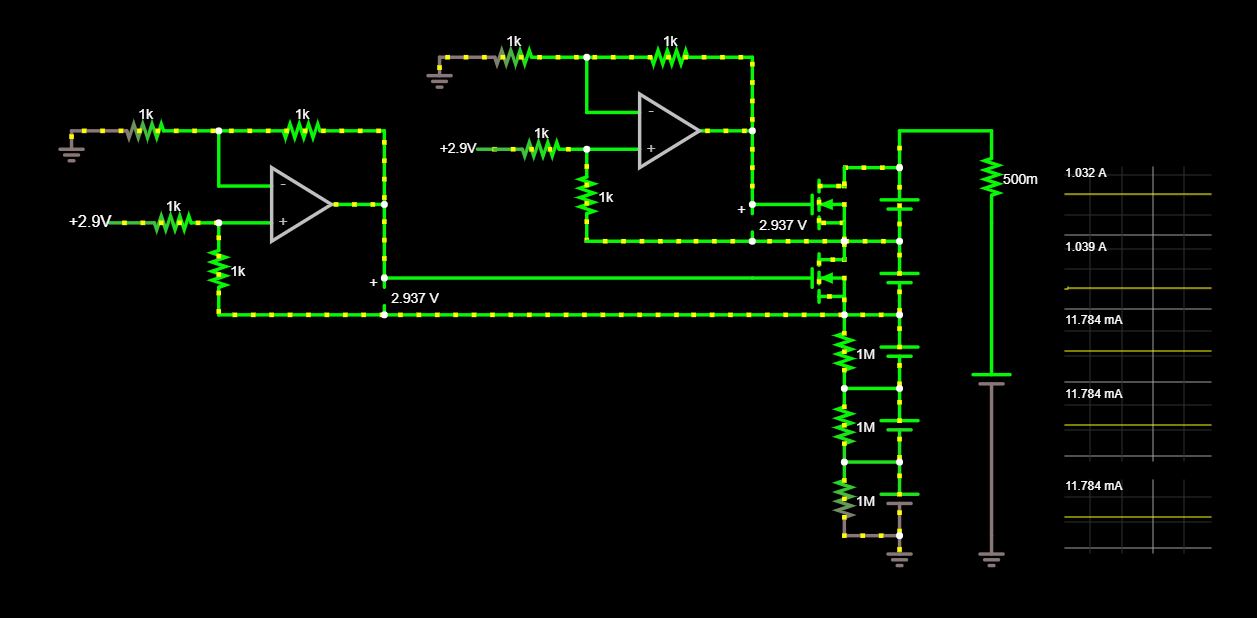 1k
1k
+2.9V
1k
-
+
1k
1k
1k
+2.9V
1k
-
+
1k
+
2.937 V
+
2.937 V
1M
1M
1M
500m
1.032 A
1.039 A
11.784 mA
11.784 mA
11.784 mA